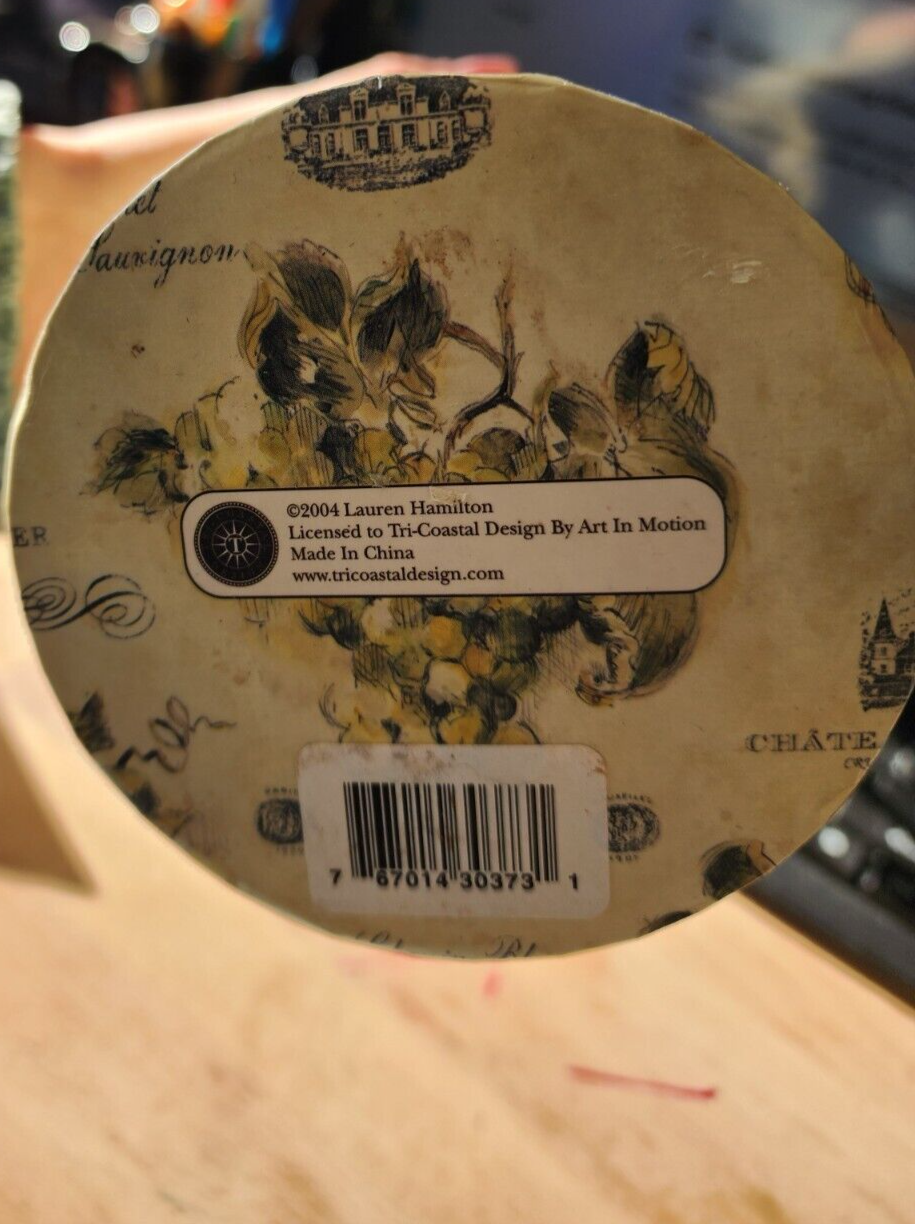 Sauvignon
©2004 Lauren Hamilton
Licensed to Tri-Coastal Design By Art In Motion
Made In China
www.tricoastaldesign.com
T
ER
CHÂTE
7 67014 30373 1